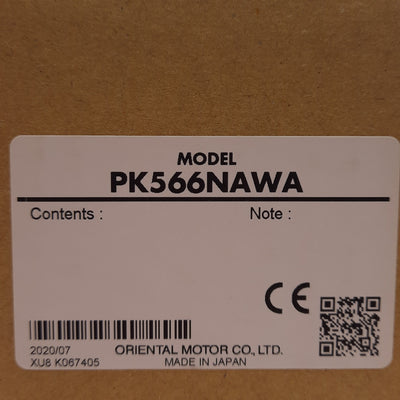 MODEL
PK566NAWA
Contents : Note :
CE
2020/07 ORIENTAL MOTOR CO., LTD.
XU8 K067405 MADE IN JAPAN